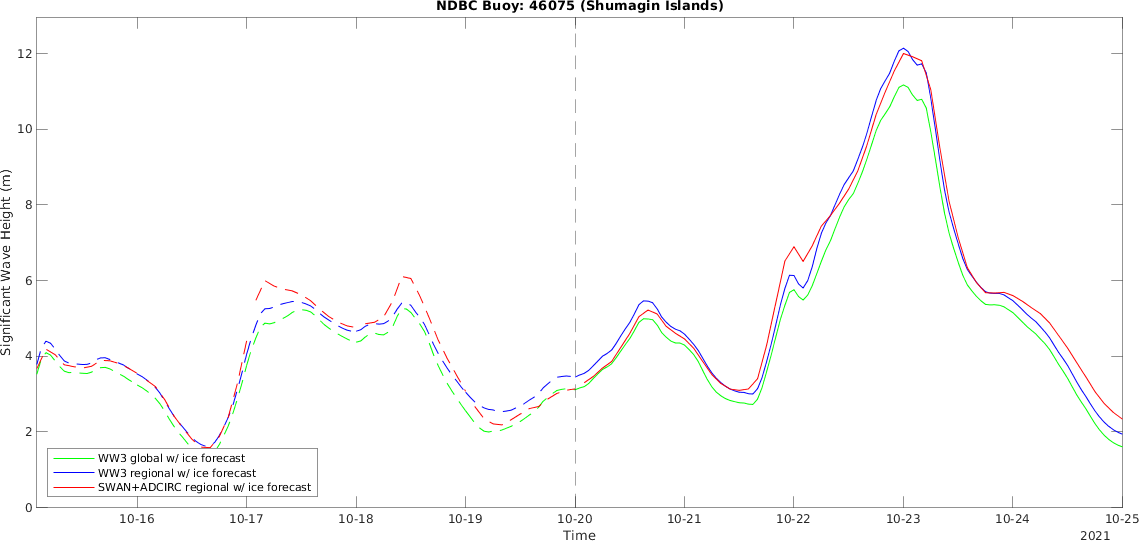 NDBC Buoy: 46075 (Shumagin Islands)
Significant Wave Height (m)
12
10
8
6
4
2
0
WW3 global w/ ice forecast
WW3 regional w/ ice forecast
SWAN+ADCIRC regional w/ ice forecast
10-16 10-17 10-18 10-19 10-20 10-21 10-22 10-23 10-24 10-25
Time
2021